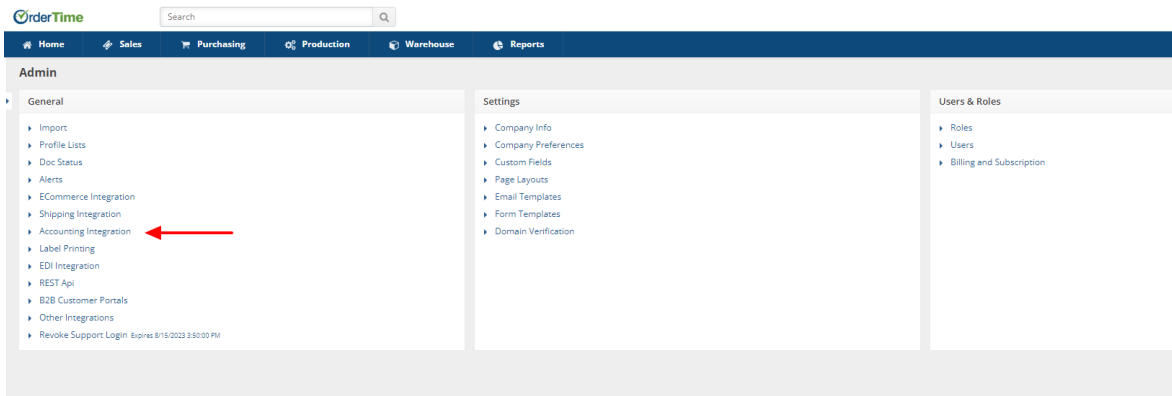 OrderTime
Search
Home Sales Purchasing Production Warehouse Reports
Admin
General
Import
Profile Lists
Doc Status
Alerts
ECommerce Integration
Shipping Integration
Accounting Integration
Label Printing
EDI Integration
REST Api
B2B Customer Portals
Other Integrations
Revoke Support Login Expires 8/15/2023 3:50:00 PM
Settings
Company Info
Company Preferences
Custom Fields
Page Layouts
Email Templates
Form Templates
Domain Verification
Users & Roles
Roles
Users
Billing and Subscription